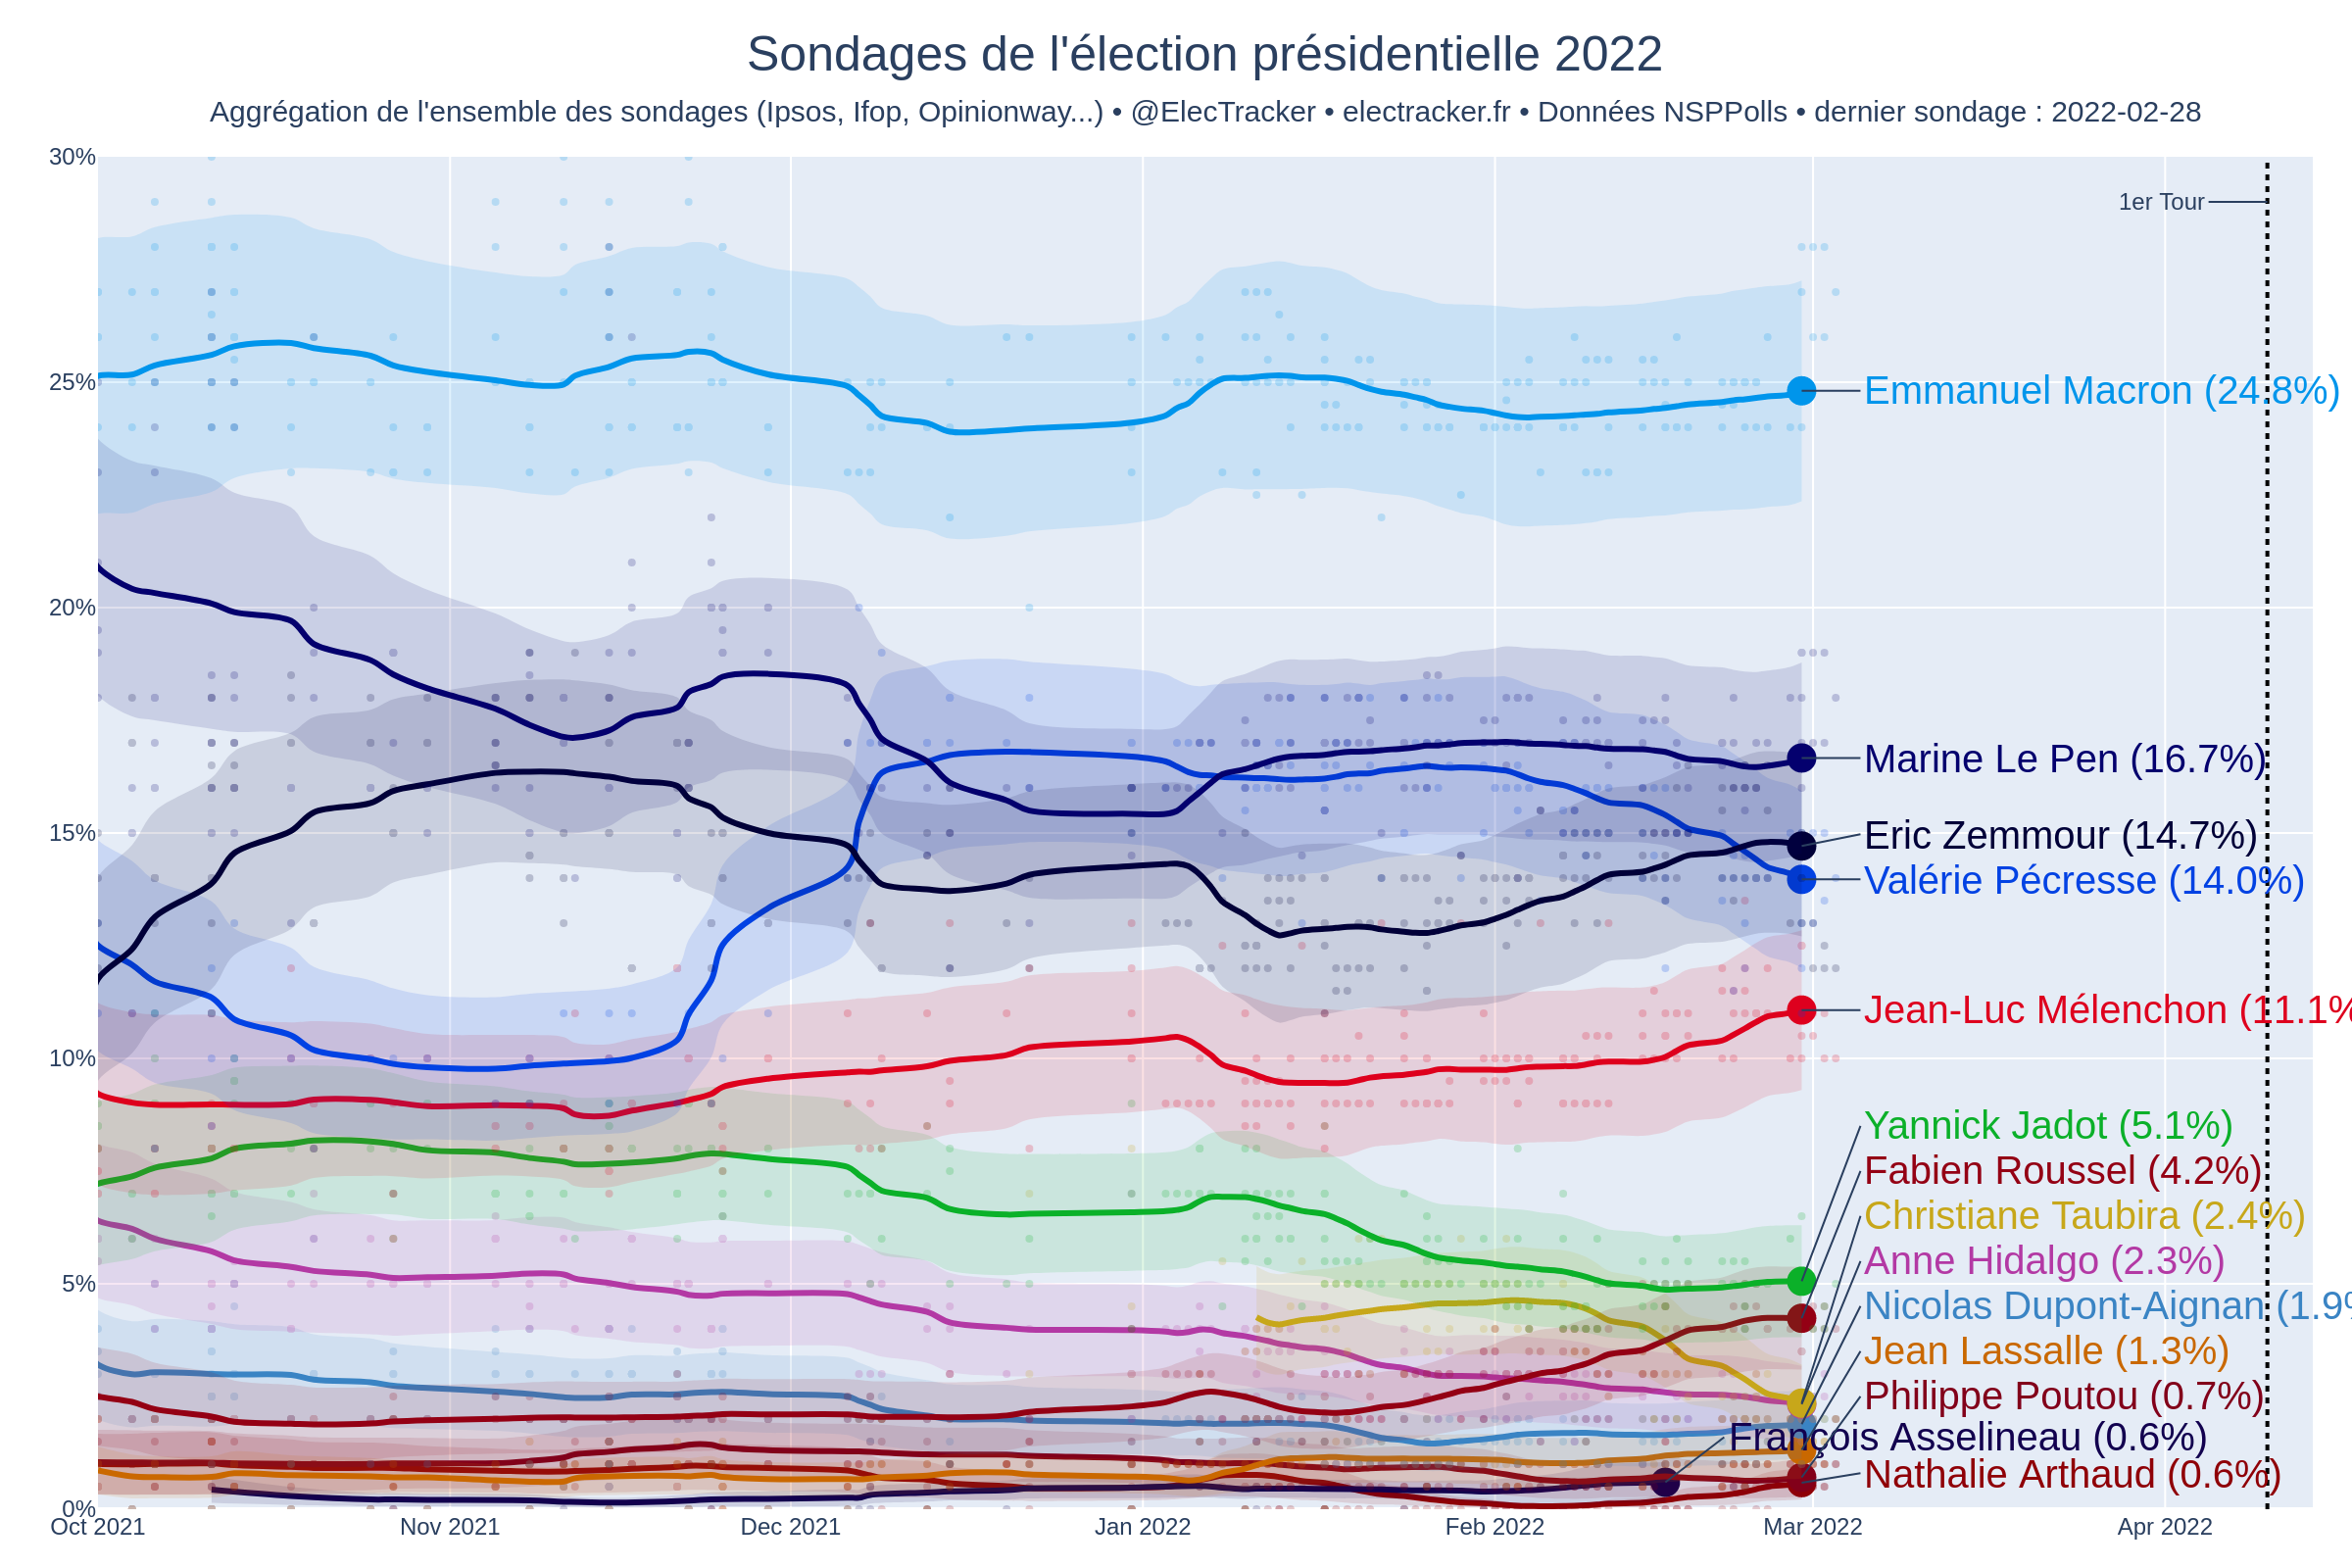 Sondages de l'élection présidentielle 2022
Aggrégation de l'ensemble des sondages (Ipsos, Ifop, Opinionway...) • @ElecTracker • electracker.fr • Données NSPPolls • dernier sondage : 2022-02-28
30%
1er Tour
25%
Emmanuel Macron (24.8%)
20%
Marine Le Pen (16.7%)
15%
Eric Zemmour (14.7%)
Valérie Pécresse (14.0%)
Jean-Luc Mélenchon (11.1%
10%
Yannick Jadot (5.1%)
Fabien Roussel (4.2%)
Christiane Taubira (2.4%)
Anne Hidalgo (2.3%)
5%
Nicolas Dupont-Aignan (1.9%
Jean Lassalle (1.3%)
Philippe Poutou (0.7%)
François Asselineau (0.6%)
Nathalie Arthaud (0.6%)
0%
Oct 2021 Nov 2021 Dec 2021 Jan 2022 Feb 2022 Mar 2022 Apr 2022